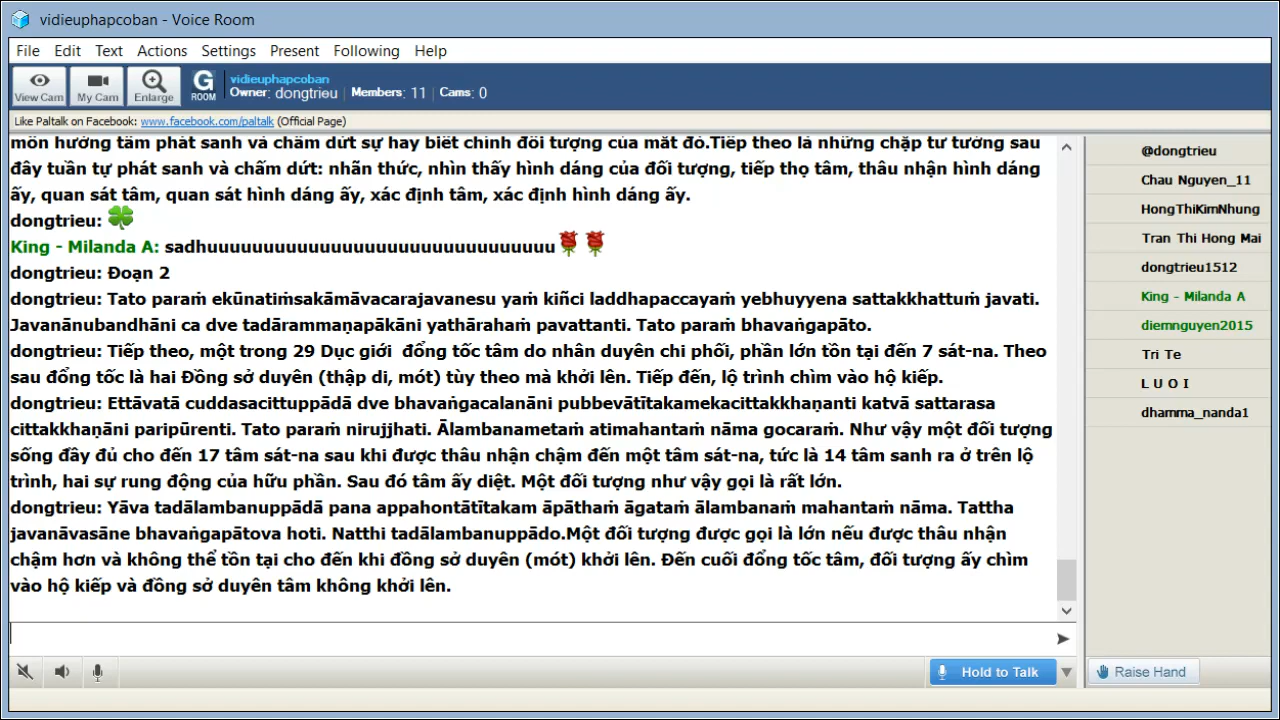 vidieuphapcoban - Voice Room
File Edit Text Actions Settings Present Following Help
View Cam My Cam Enlarge G ROOM
vidieuphapcoban
Owner: dongtrieu | Members: 11 | Cams: 0
Like Paltalk on Facebook: www.facebook.com/paltalk (Official Page)
môn hướng tâm phát sanh và chấm dứt sự hay biết chính đối tượng của mắt đó.Tiếp theo là những chặp tư tưởng sau
đây tuần tự phát sanh và chấm dứt: nhãn thức, nhìn thấy hình dáng của đối tượng, tiếp thọ tâm, thâu nhận hình dáng
ấy, quan sát tâm, quan sát hình dáng ấy, xác định tâm, xác định hình dáng ấy.
dongtrieu:
King - Milanda A: sadhuuuuuuuuuuuuuuuuuuuuuuuuuuuuuuu
dongtrieu: Đoạn 2
dongtrieu: Tato paraṁ ekūnatiṁsakāmāvacarajavanesu yaṁ kiñci laddhapaccayaṁ yebhuyyena sattakkhattuṁ javati.
Javanānubandhāni ca dve tadārammaṇapākāni yathārahaṁ pavattanti. Tato paraṁ bhavaṅgapāto.
dongtrieu: Tiếp theo, một trong 29 Dục giới đổng tốc tâm do nhân duyên chi phối, phần lớn tồn tại đến 7 sát-na. Theo
sau đổng tốc là hai Đồng sở duyên (thập di, mót) tùy theo mà khởi lên. Tiếp đến, lộ trình chìm vào hộ kiếp.
dongtrieu: Ettāvatā cuddasacittuppādā dve bhavaṅgacalanāni pubbevātītakamekacittakkhaṇanti katvā sattarasa
cittakkhaṇāni paripūrenti. Tato paraṁ nirujjhati. Ālambanametaṁ atimahantaṁ nāma gocaraṁ. Như vậy một đối tượng
sống đầy đủ cho đến 17 tâm sát-na sau khi được thâu nhận chậm đến một tâm sát-na, tức là 14 tâm sanh ra ở trên lộ
trình, hai sự rung động của hữu phần. Sau đó tâm ấy diệt. Một đối tượng như vậy gọi là rất lớn.
dongtrieu: Yāva tadālambanuppādā pana appahontātītakam āpāthaṁ āgataṁ ālambanaṁ mahantaṁ nāma. Tattha
javanāvasāne bhavaṅgapātova hoti. Natthi tadālambanuppādo.Một đối tượng được gọi là lớn nếu được thâu nhận
chậm hơn và không thể tồn tại cho đến khi đồng sở duyên (mót) khởi lên. Đến cuối đổng tốc tâm, đối tượng ấy chìm
vào hộ kiếp và đồng sở duyên tâm không khởi lên.
@dongtrieu
Chau Nguyen_11
HongThiKimNhung
Tran Thi Hong Mai
dongtrieu1512
King - Milanda A
diemnguyen2015
Tri Te
L U O I
dhamma_nanda1
Hold to Talk
Raise Hand